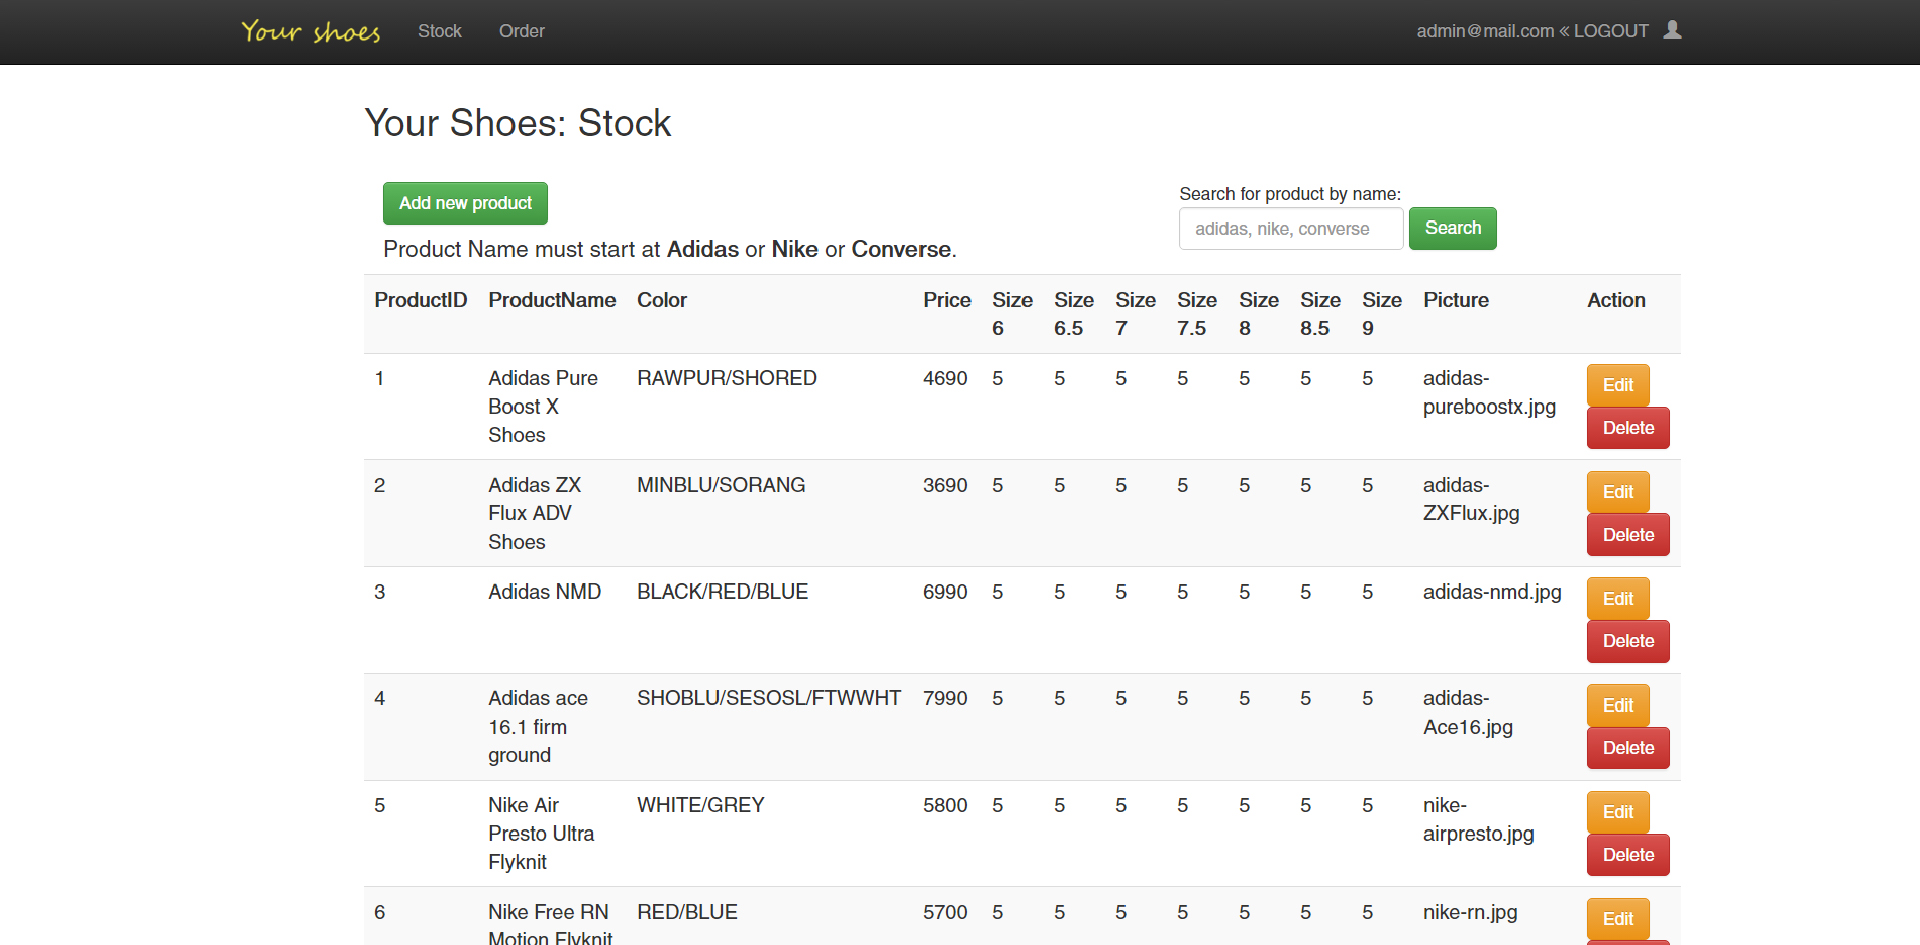 Your shoes Stock Order admin@mail.com « LOGOUT
Your Shoes: Stock
Add new product
Search for product by name:
adidas, nike, converse Search
Product Name must start at Adidas or Nike or Converse.
ProductID ProductName Color Price Size 6 Size 6.5 Size 7 Size 7.5 Size 8 Size 8.5 Size 9 Picture Action
1 Adidas Pure Boost X Shoes RAWPUR/SHORED 4690 5 5 5 5 5 5 5 adidas-pureboostx.jpg Edit Delete
2 Adidas ZX Flux ADV Shoes MINBLU/SORANG 3690 5 5 5 5 5 5 5 adidas-ZXFlux.jpg Edit Delete
3 Adidas NMD BLACK/RED/BLUE 6990 5 5 5 5 5 5 5 adidas-nmd.jpg Edit Delete
4 Adidas ace 16.1 firm ground SHOBLU/SESOSL/FTWWHT 7990 5 5 5 5 5 5 5 adidas-Ace16.jpg Edit Delete
5 Nike Air Presto Ultra Flyknit WHITE/GREY 5800 5 5 5 5 5 5 5 nike-airpresto.jpg Edit Delete
6 Nike Free RN Motion Flyknit RED/BLUE 5700 5 5 5 5 5 5 5 nike-rn.jpg Edit